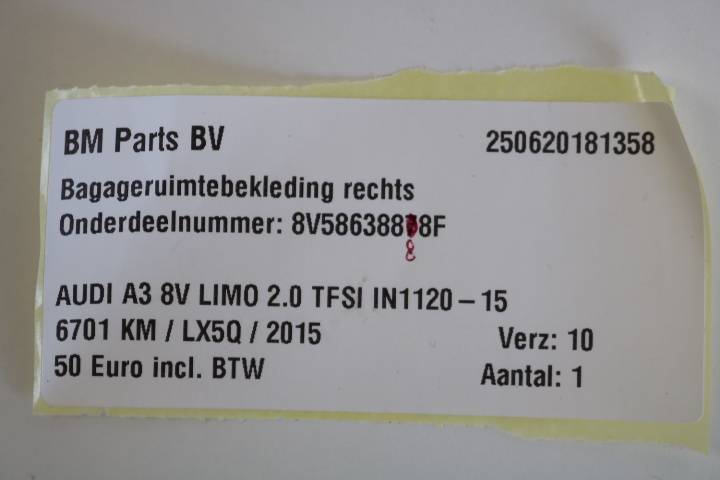 BM Parts BV 250620181358
Bagageruimtebekleding rechts
Onderdeelnummer: 8V5863888F
8
AUDI A3 8V LIMO 2.0 TFSI IN1120-15
6701 KM / LX5Q / 2015 Verz: 10
50 Euro incl. BTW Aantal: 1